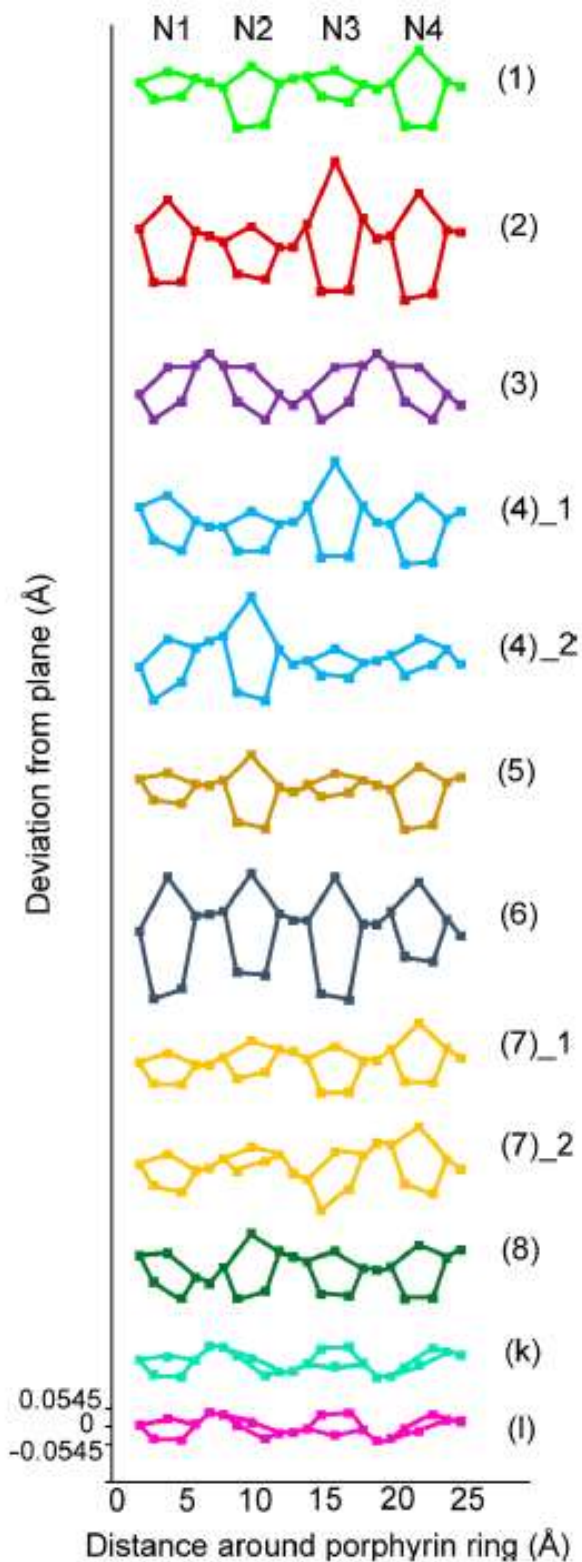 N1 N2 N3 N4
(1)
(2)
(3)
(4)_1
(4)_2
(5)
(6)
(7)_1
(7)_2
(8)
(k)
(l)
Deviation from plane (Å)
0.0545
0
-0.0545
0 5 10 15 20 25
Distance around porphyrin ring (Å)